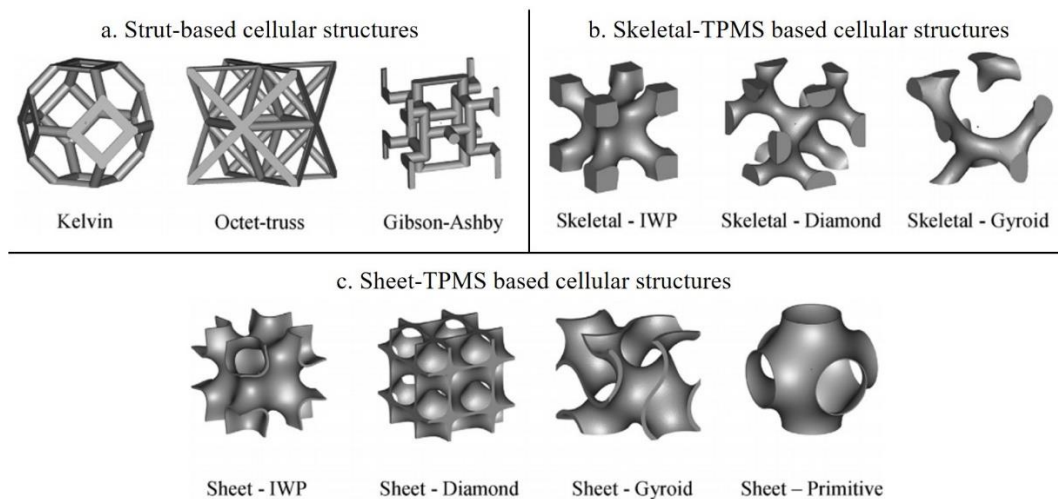 a. Strut-based cellular structures
Kelvin
Octet-truss
Gibson-Ashby
b. Skeletal-TPMS based cellular structures
Skeletal - IWP
Skeletal - Diamond
Skeletal - Gyroid
c. Sheet-TPMS based cellular structures
Sheet - IWP
Sheet - Diamond
Sheet - Gyroid
Sheet – Primitive